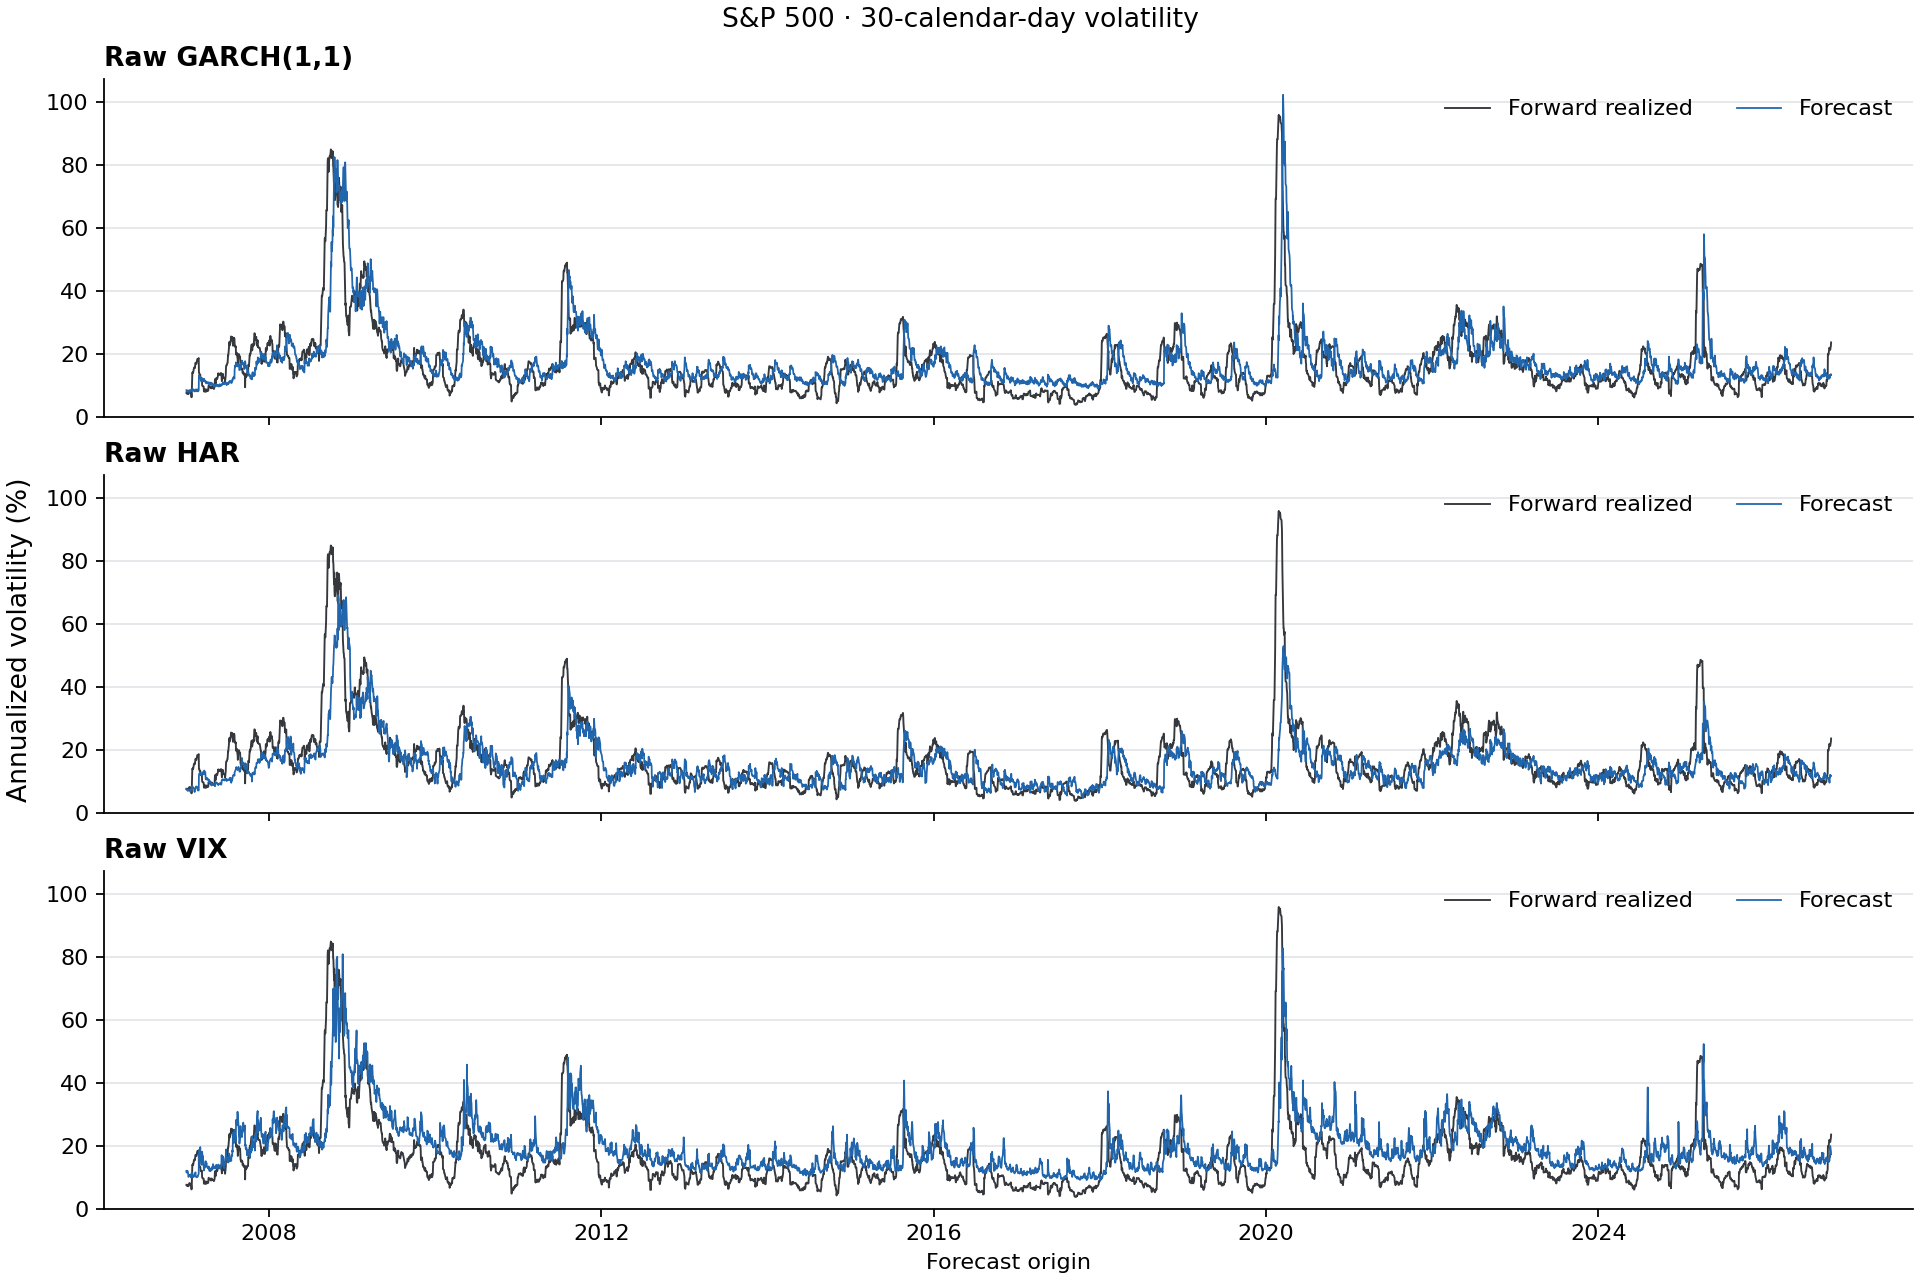 S&P 500 · 30-calendar-day volatility
Raw GARCH(1,1)
100
80
60
40
20
0
Forward realized
Forecast
Raw HAR
100
80
60
40
20
0
Forward realized
Forecast
Annualized volatility (%)
Raw VIX
100
80
60
40
20
0
Forward realized
Forecast
2008
2012
2016
2020
2024
Forecast origin